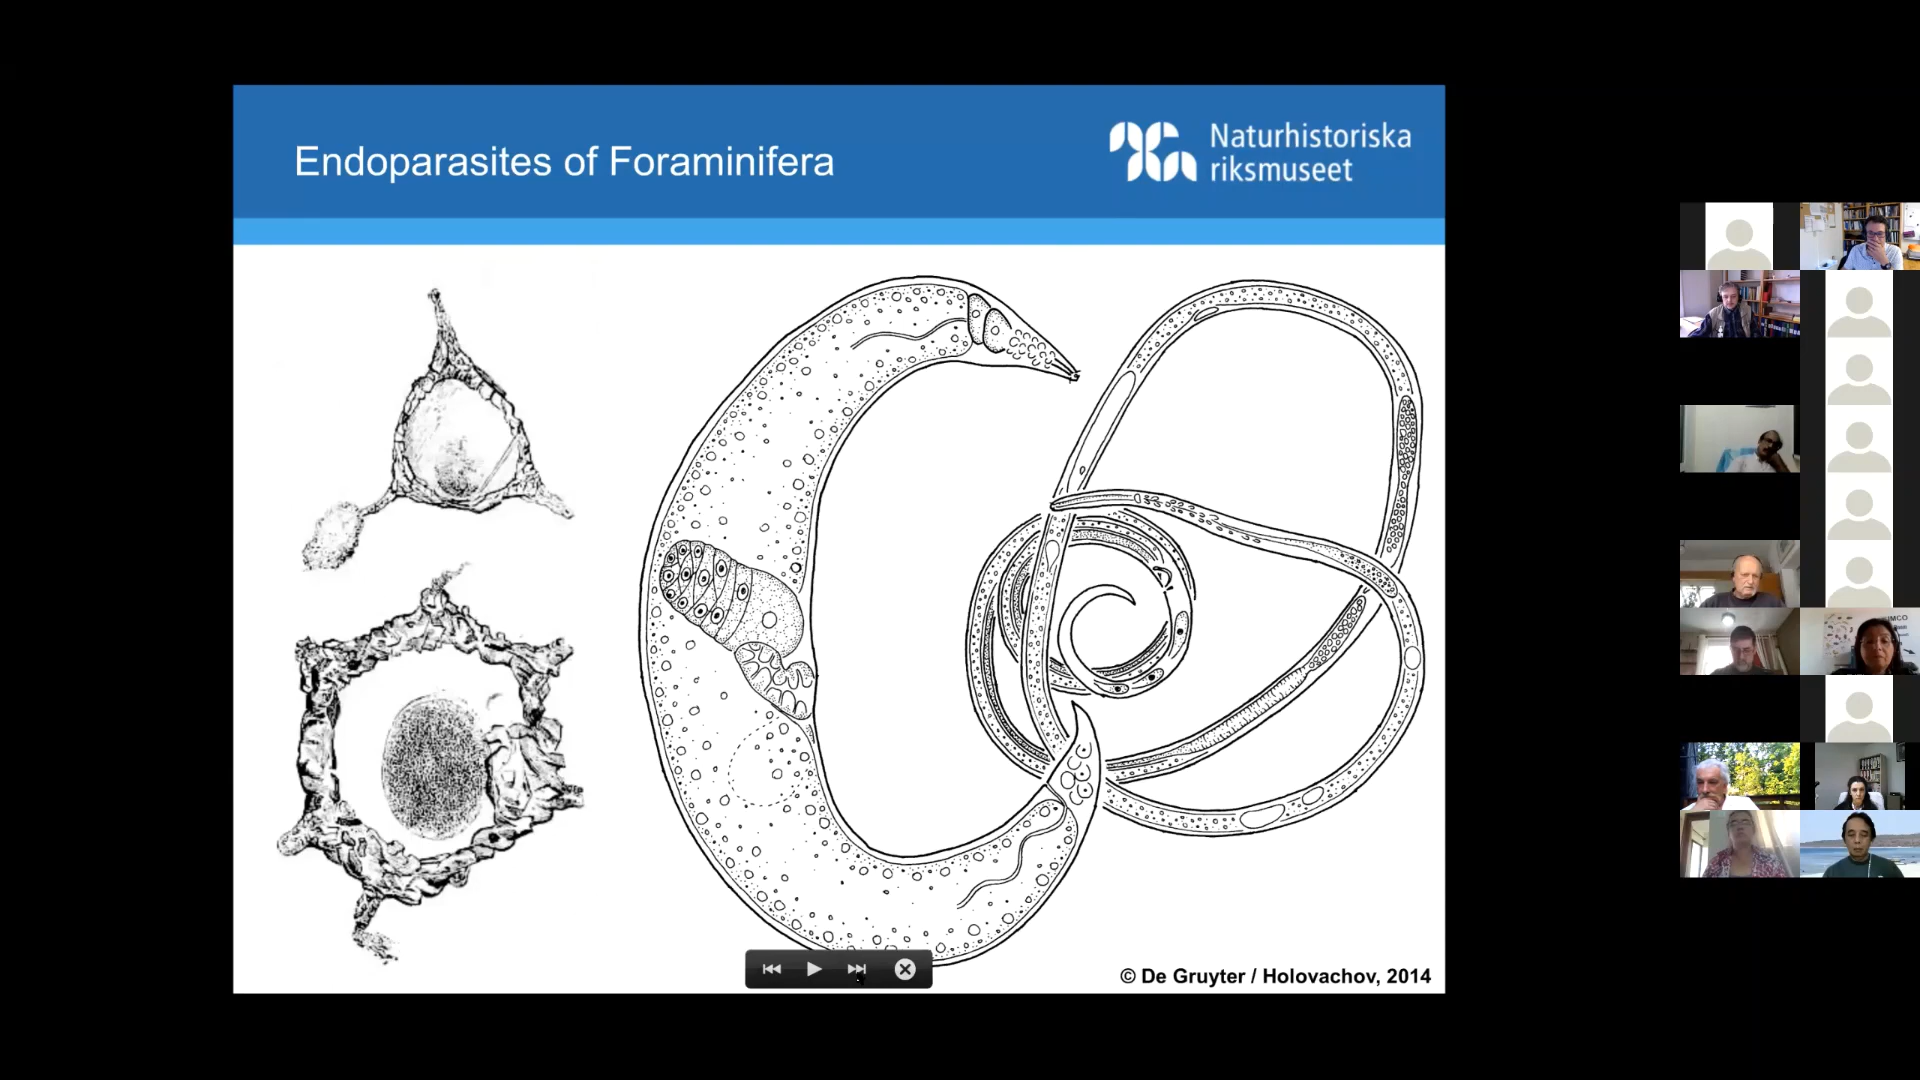 Endoparasites of Foraminifera
Naturhistoriska
riksmuseet
© De Gruyter / Holovachov, 2014